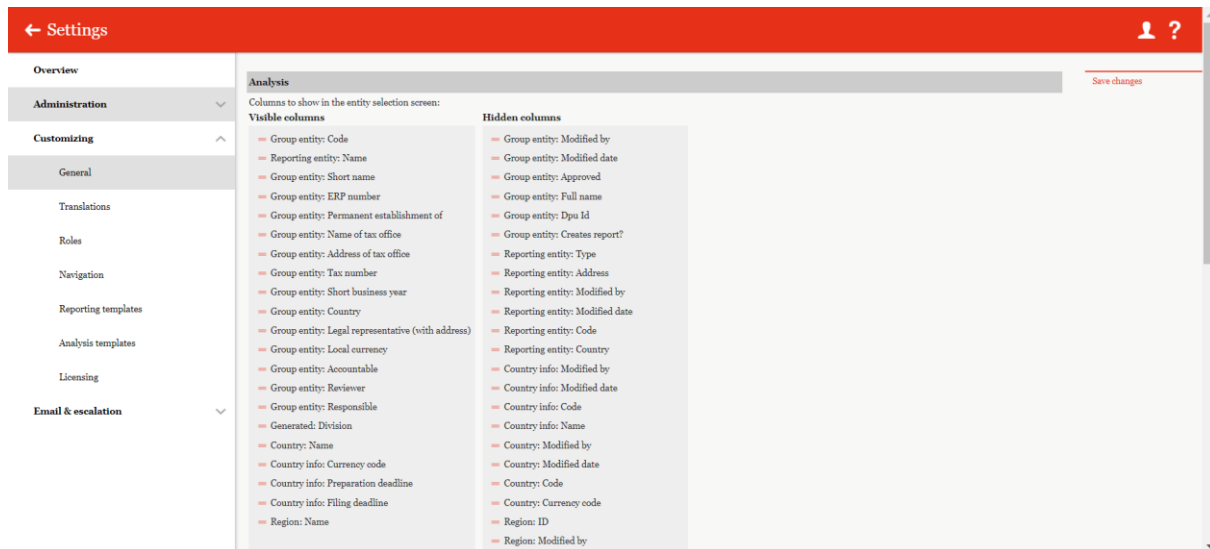 Settings
?
Overview
Administration
Customizing
General
Translations
Roles
Navigation
Reporting templates
Analysis templates
Licensing
Email & escalation
Analysis
Columns to show in the entity selection screen:
Visible columns
Group entity: Code
Reporting entity: Name
Group entity: Short name
Group entity: ERP number
Group entity: Permanent establishment of
Group entity: Name of tax office
Group entity: Address of tax office
Group entity: Tax number
Group entity: Short business year
Group entity: Country
Group entity: Legal representative (with address)
Group entity: Local currency
Group entity: Accountable
Group entity: Reviewer
Group entity: Responsible
Generated: Division
Country: Name
Country info: Currency code
Country info: Preparation deadline
Country info: Filing deadline
Region: Name
Hidden columns
Group entity: Modified by
Group entity: Modified date
Group entity: Approved
Group entity: Full name
Group entity: Dpu Id
Group entity: Creates report?
Reporting entity: Type
Reporting entity: Address
Reporting entity: Modified by
Reporting entity: Modified date
Reporting entity: Code
Reporting entity: Country
Country info: Modified by
Country info: Modified date
Country info: Code
Country info: Name
Country: Modified by
Country: Modified date
Country: Code
Country: Currency code
Region: ID
Region: Modified by
Save changes